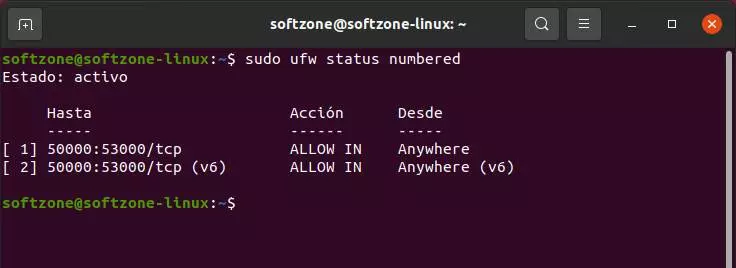 softzone@softzone-linux: ~
softzone@softzone-linux:~$ sudo ufw status numbered
Estado: activo
Hasta Acción Desde
----- ------ -----
[ 1] 50000:53000/tcp ALLOW IN Anywhere
[ 2] 50000:53000/tcp (v6) ALLOW IN Anywhere (v6)
softzone@softzone-linux:~$